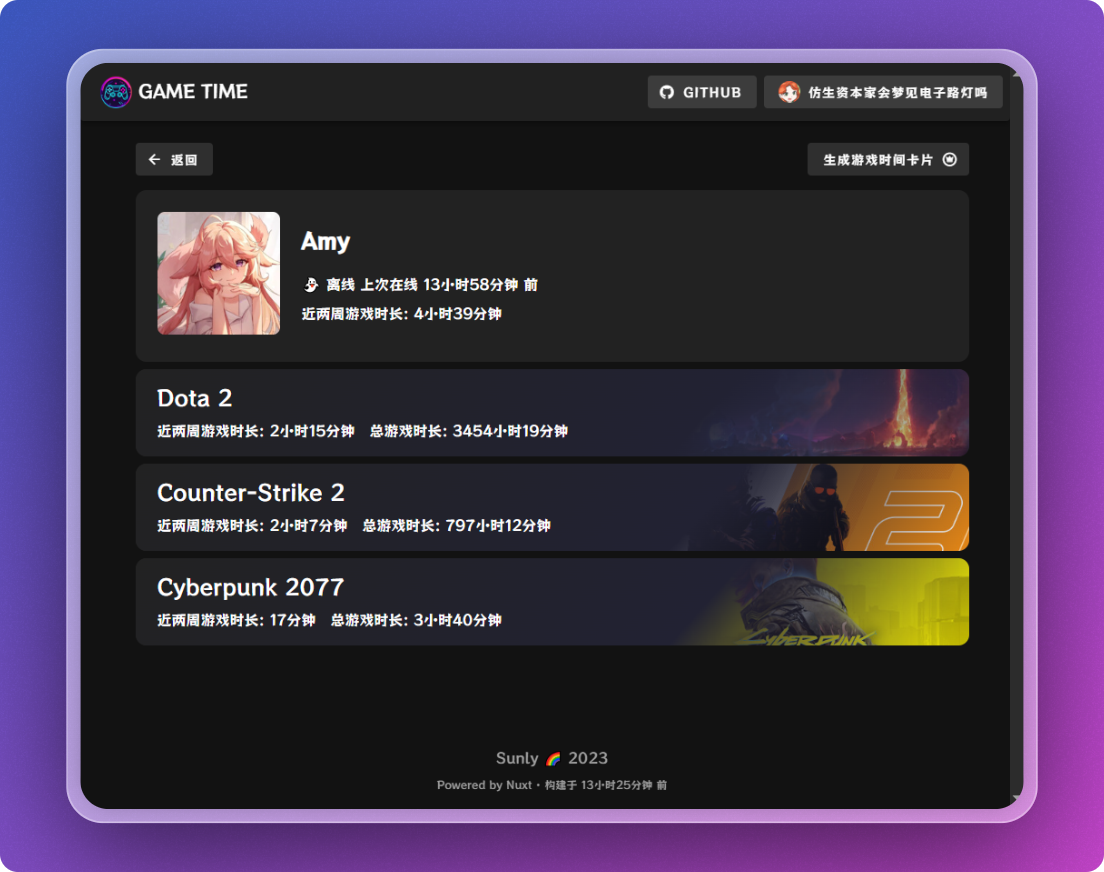 GAME TIME
GITHUB
仿生资本家会梦见电子路灯吗
返回
生成游戏时间卡片
Amy
离线 上次在线 13小时58分钟 前
近两周游戏时长: 4小时39分钟
Dota 2
近两周游戏时长: 2小时15分钟 总游戏时长: 3454小时19分钟
Counter-Strike 2
近两周游戏时长: 2小时7分钟 总游戏时长: 797小时12分钟
2
Cyberpunk 2077
近两周游戏时长: 17分钟 总游戏时长: 3小时40分钟
CYBERPUNK
Sunly 🌈 2023
Powered by Nuxt · 构建于 13小时25分钟 前